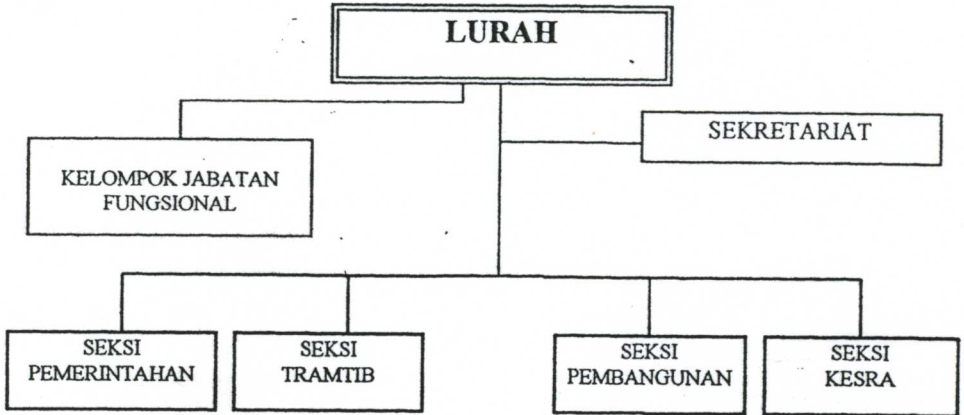 LURAH
SEKRETARIAT
KELOMPOK JABATAN
FUNGSIONAL
SEKSI
PEMERINTAHAN
SEKSI
TRAMTIB
SEKSI
PEMBANGUNAN
SEKSI
KESRA